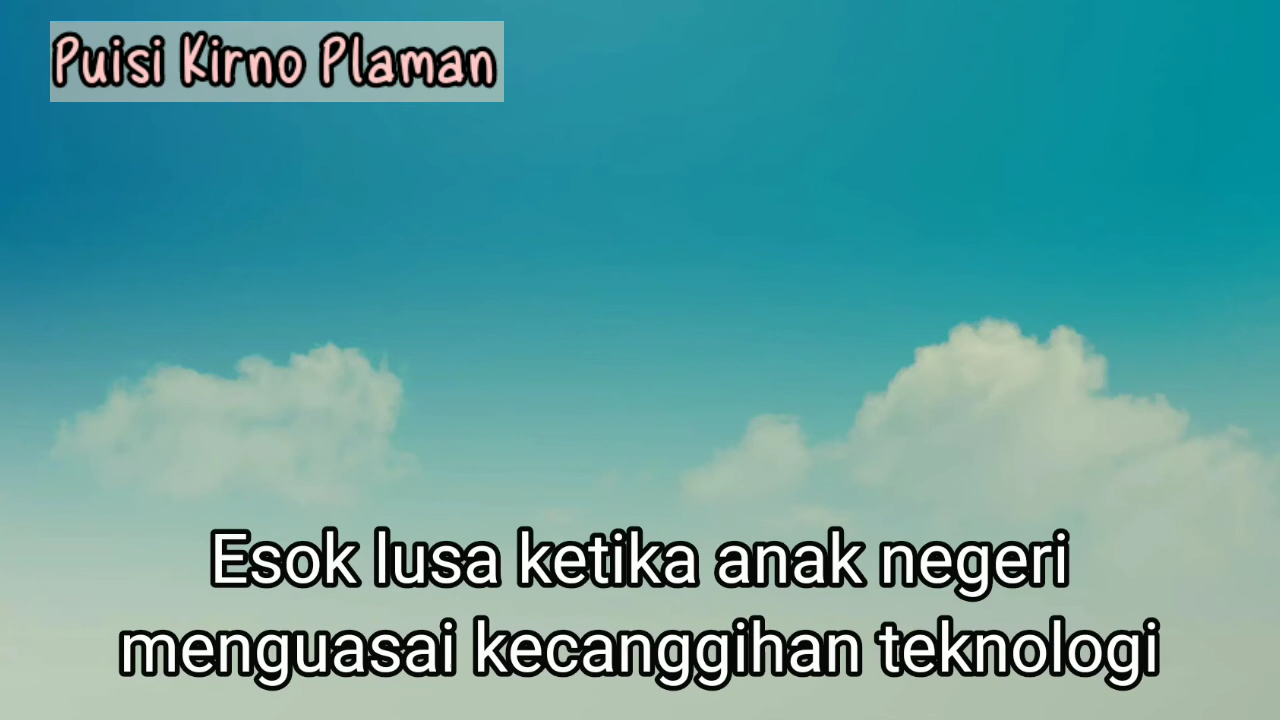 Puisi Kirno Plaman
Esok lusa ketika anak negeri
menguasai kecanggihan teknologi